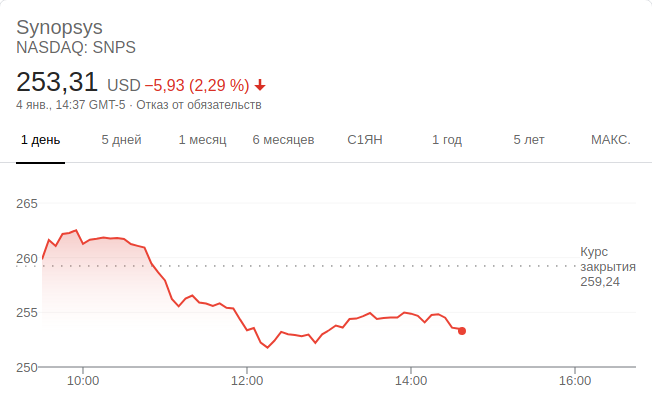 Synopsys
NASDAQ: SNPS
253,31 USD −5,93 (2,29 %)
4 янв., 14:37 GMT-5 · Отказ от обязательств
1 день 5 дней 1 месяц 6 месяцев С1ЯН 1 год 5 лет МАКС.
265
260
255
250
Курс
закрытия
259,24
10:00 12:00 14:00 16:00